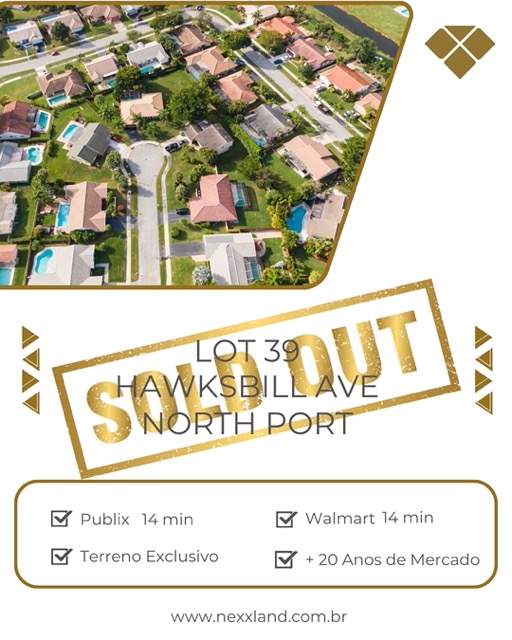 SOLD OUT
LOT 39
HAWKSBILL AVE
NORTH PORT
Publix 14 min
Walmart 14 min
Terreno Exclusivo
+ 20 Anos de Mercado
www.nexxland.com.br